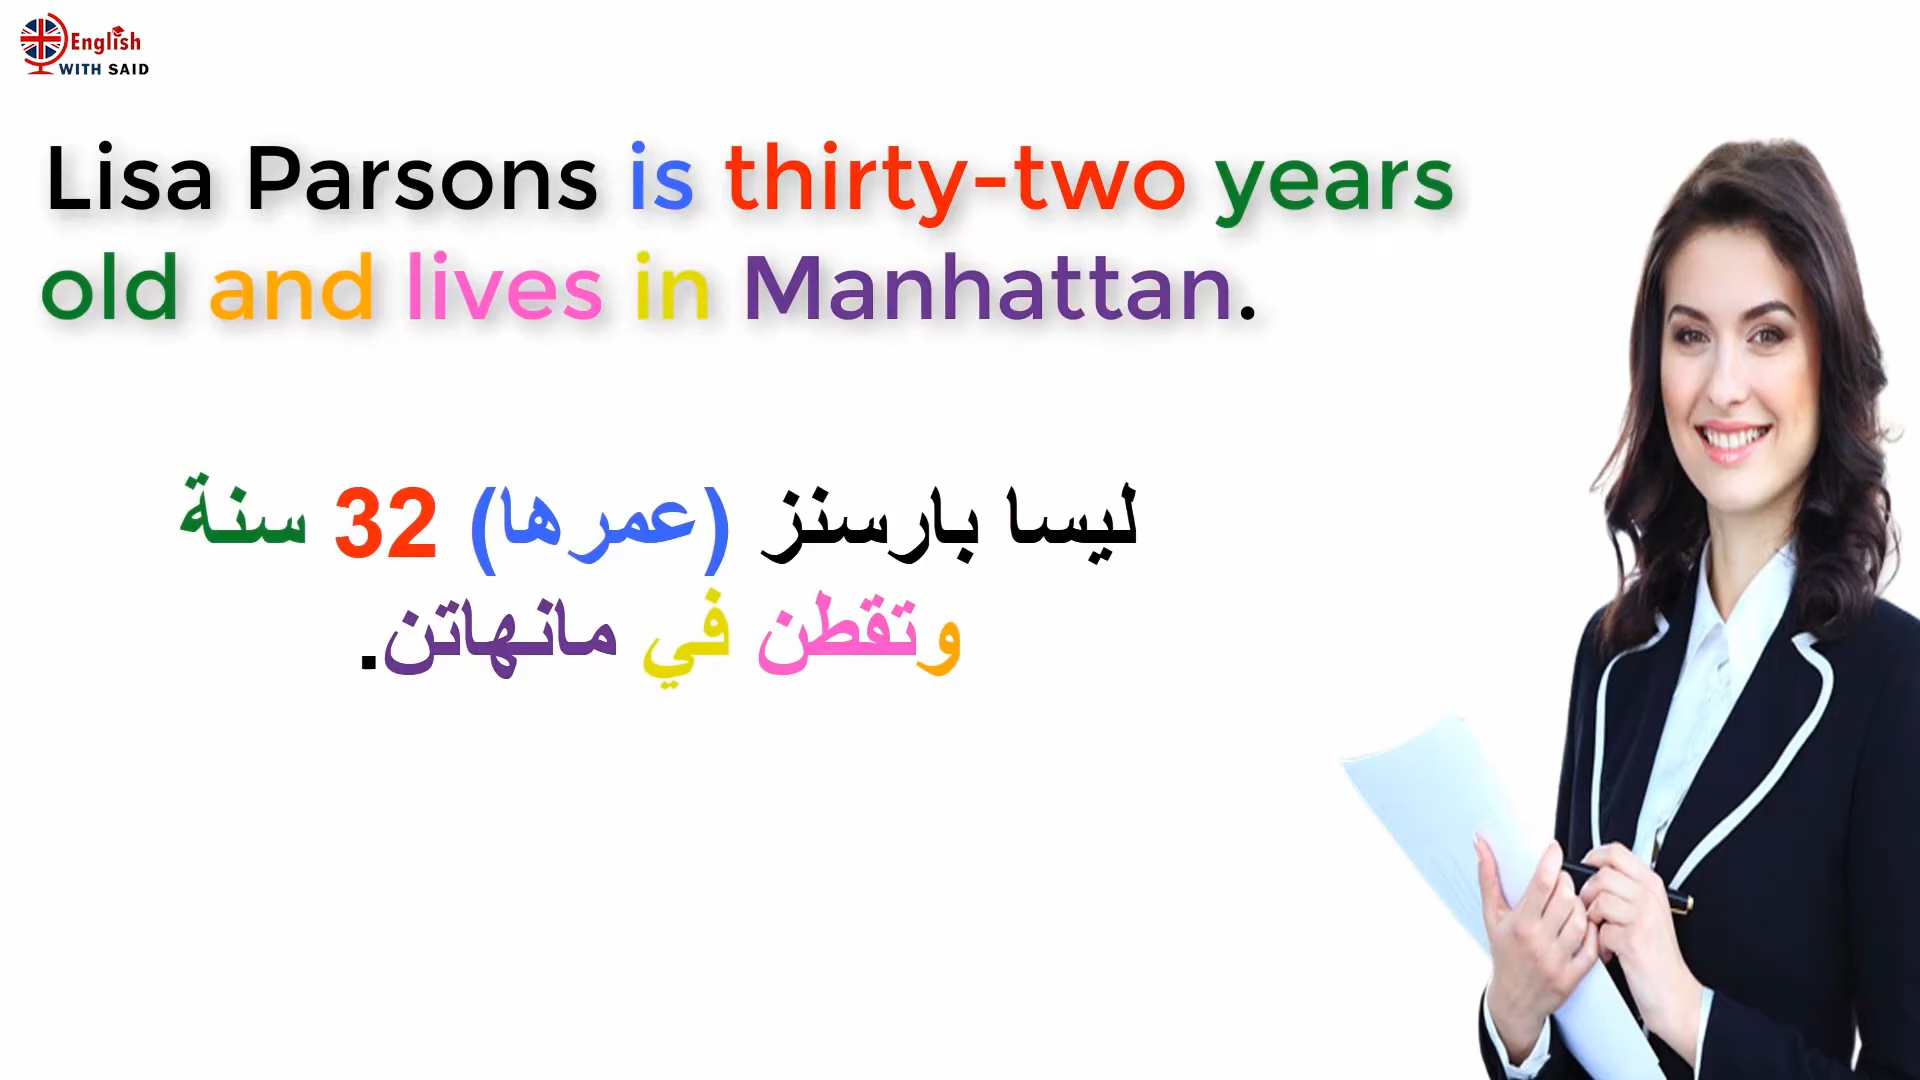 English
WITH SAID
Lisa Parsons is thirty-two years
old and lives in Manhattan.
ليسا بارسنز (عمرها) 32 سنة
وتقطن في مانهاتن.